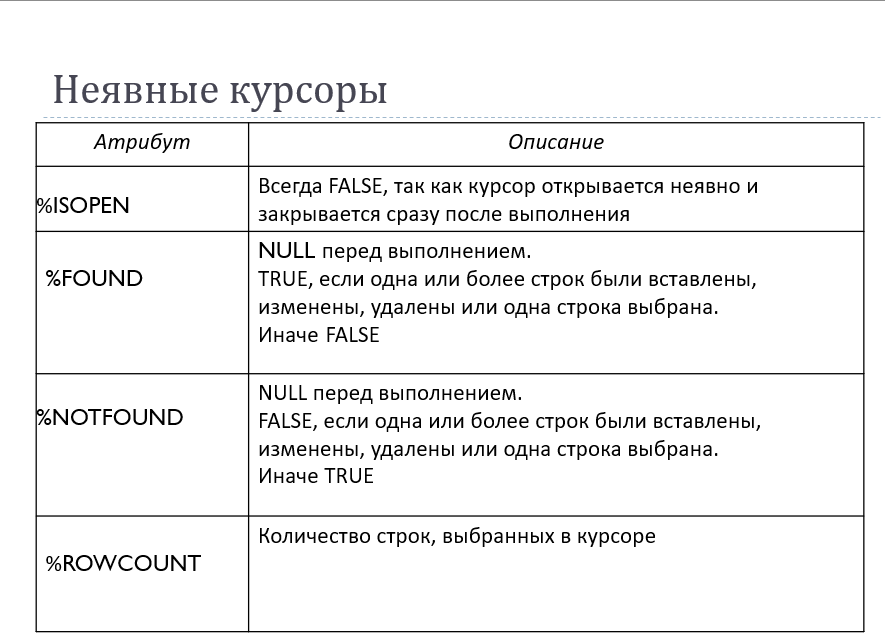 Неявные курсоры
Атрибут
Описание
%ISOPEN
Всегда FALSE, так как курсор открывается неявно и
закрывается сразу после выполнения
%FOUND
NULL перед выполнением.
TRUE, если одна или более строк были вставлены,
изменены, удалены или одна строка выбрана.
Иначе FALSE
%NOTFOUND
NULL перед выполнением.
FALSE, если одна или более строк были вставлены,
изменены, удалены или одна строка выбрана.
Иначе TRUE
%ROWCOUNT
Количество строк, выбранных в курсоре